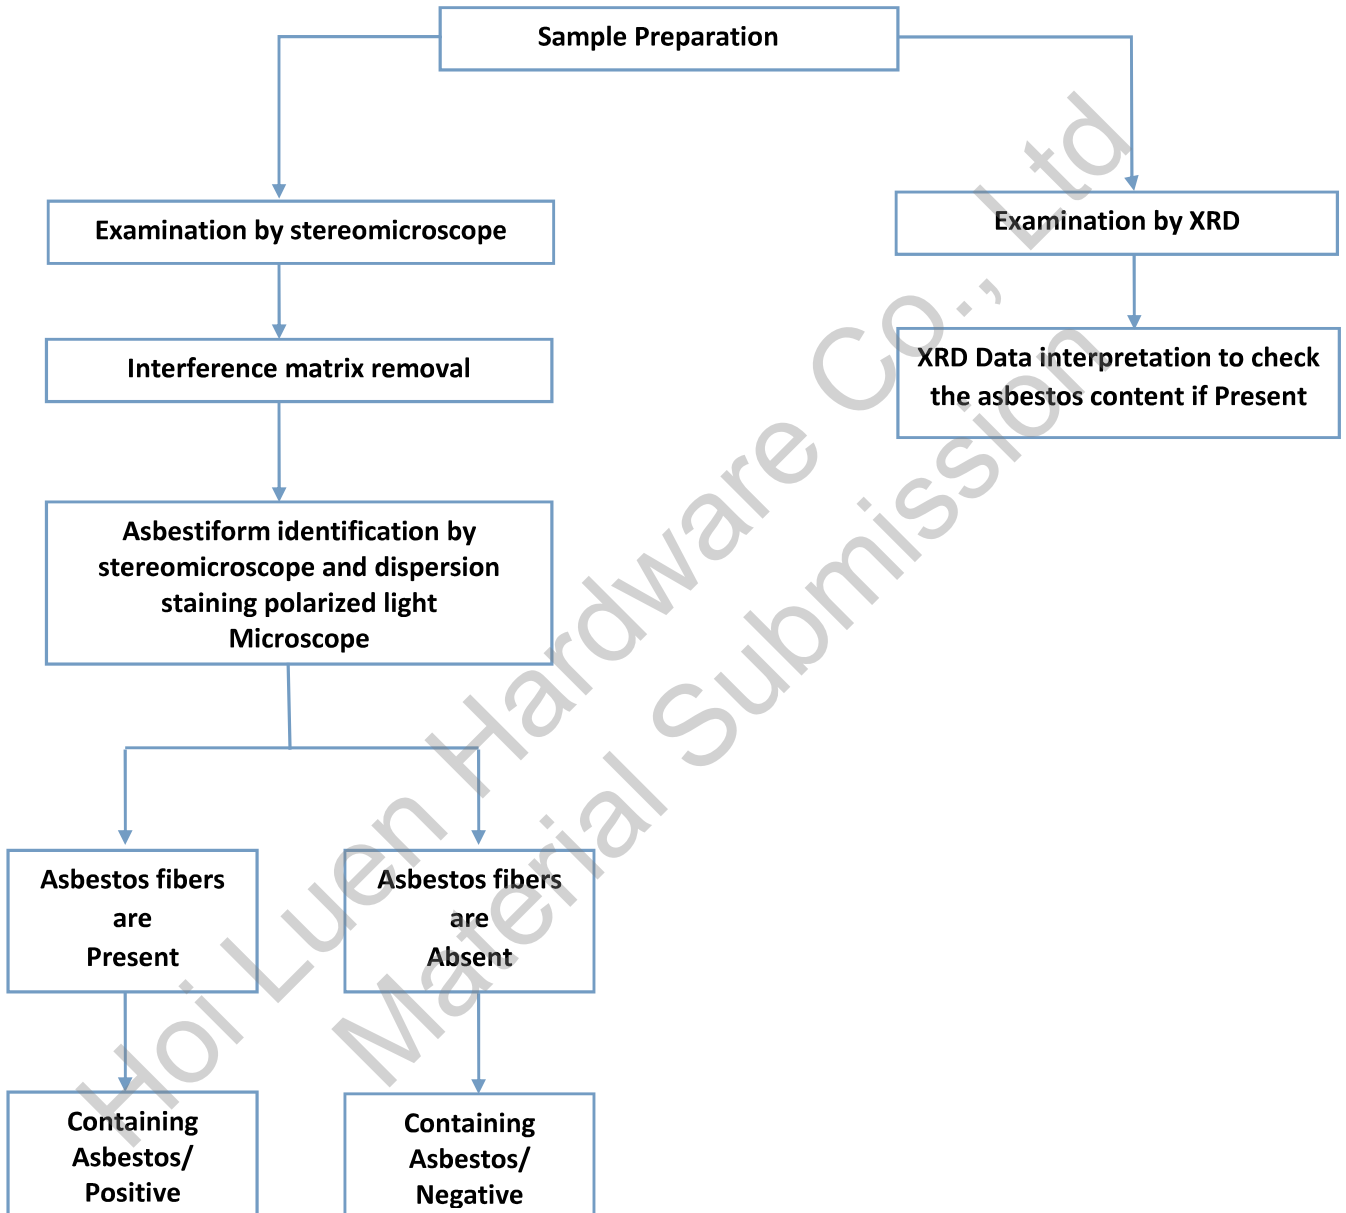 Sample Preparation
Examination by stereomicroscope
Examination by XRD
Interference matrix removal
XRD Data interpretation to check
the asbestos content if Present
Asbestiform identification by
stereomicroscope and dispersion
staining polarized light
Microscope
Asbestos fibers
are
Present
Asbestos fibers
are
Absent
Containing
Asbestos/
Positive
Containing
Asbestos/
Negative
Hoi Luen Hardware Co., Ltd
Material Submission